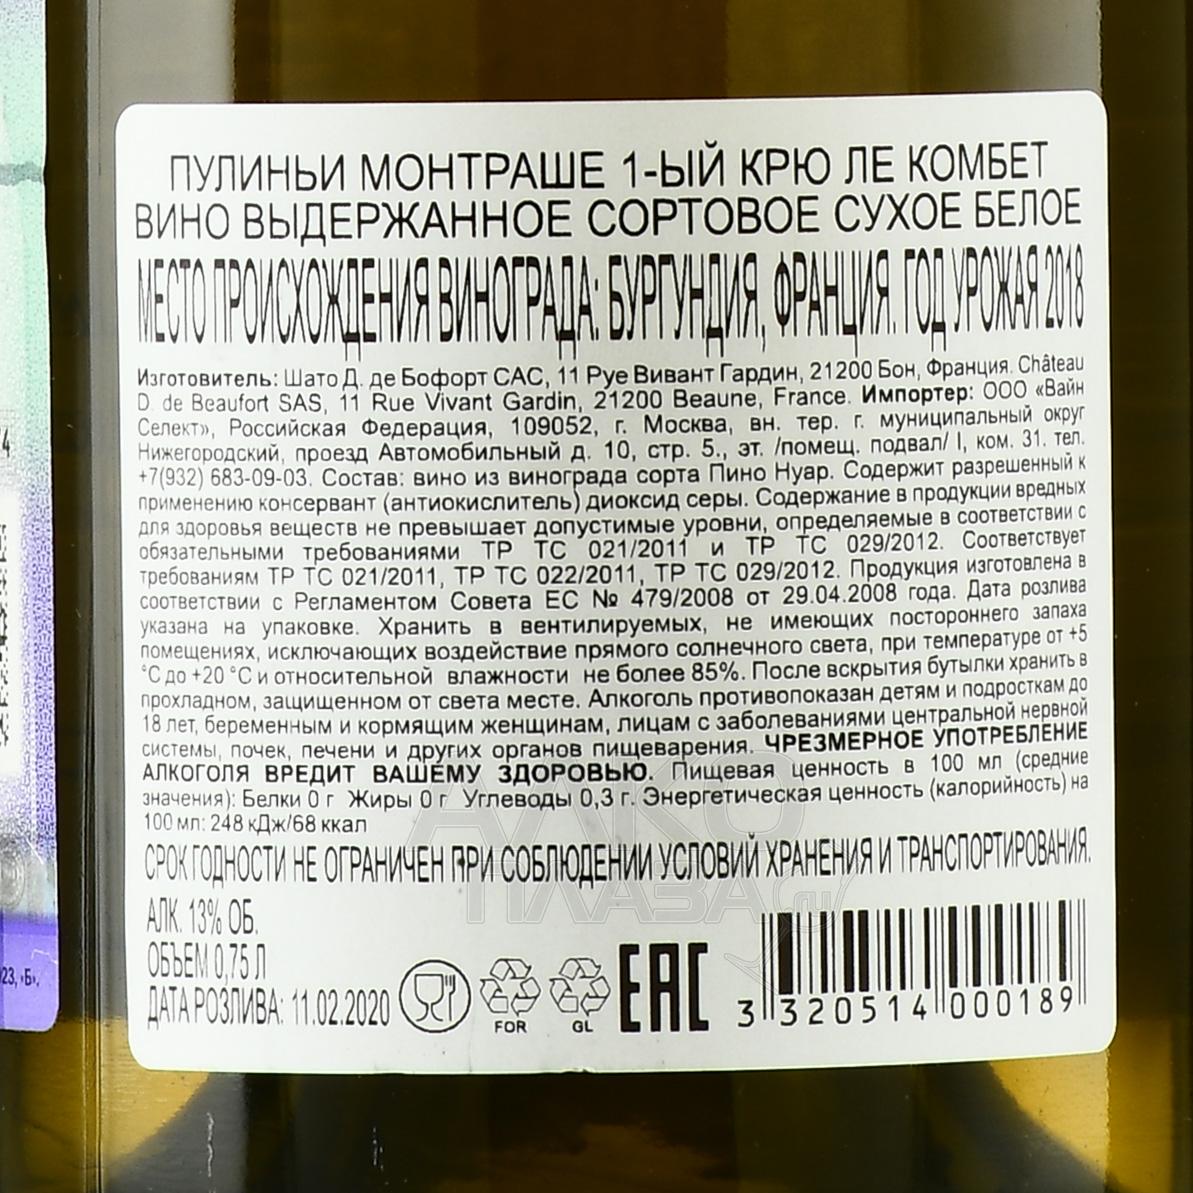 ПУЛИНЬИ МОНТРАШЕ 1-ЫЙ КРЮ ЛЕ КОМБЕТ
ВИНО ВЫДЕРЖАННОЕ СОРТОВОЕ СУХОЕ БЕЛОЕ
МЕСТО ПРОИСХОЖДЕНИЯ ВИНОГРАДА: БУРГУНДИЯ, ФРАНЦИЯ. ГОД УРОЖАЯ 2018
Изготовитель: Шато Д. де Бофорт САС, 11 Руе Вивант Гардин, 21200 Бон, Франция. Château
D. de Beaufort SAS, 11 Rue Vivant Gardin, 21200 Beaune, France. Импортер: ООО «Вайн
Селект», Российская Федерация, 109052, г. Москва, вн. тер. г. муниципальный округ
Нижегородский, проезд Автомобильный д. 10, стр. 5., эт. /помещ. подвал/ I, ком. 31. тел.
+7(932) 683-09-03. Состав: вино из винограда сорта Пино Нуар. Содержит разрешенный к
применению консервант (антиокислитель) диоксид серы. Содержание в продукции вредных
для здоровья веществ не превышает допустимые уровни, определяемые в соответствии с
обязательными требованиями ТР ТС 021/2011 и ТР ТС 029/2012. Соответствует
требованиям ТР ТС 021/2011, ТР ТС 022/2011, ТР ТС 029/2012. Продукция изготовлена в
соответствии с Регламентом Совета ЕС № 479/2008 от 29.04.2008 года. Дата розлива
указана на упаковке. Хранить в вентилируемых, не имеющих постороннего запаха
помещениях, исключающих воздействие прямого солнечного света, при температуре от +5
°С до +20 °С и относительной влажности не более 85%. После вскрытия бутылки хранить в
прохладном, защищенном от света месте. Алкоголь противопоказан детям и подросткам до
18 лет, беременным и кормящим женщинам, лицам с заболеваниями центральной нервной
системы, почек, печени и других органов пищеварения. ЧРЕЗМЕРНОЕ УПОТРЕБЛЕНИЕ
АЛКОГОЛЯ ВРЕДИТ ВАШЕМУ ЗДОРОВЬЮ. Пищевая ценность в 100 мл (средние
значения): Белки 0 г Жиры 0 г Углеводы 0,3 г. Энергетическая ценность (калорийность) на
100 мл: 248 кДж/68 ккал
СРОК ГОДНОСТИ НЕ ОГРАНИЧЕН ПРИ СОБЛЮДЕНИИ УСЛОВИЙ ХРАНЕНИЯ И ТРАНСПОРТИРОВАНИЯ.
АЛКО
ПЛАЗА.ru
АЛК. 13% ОБ.
ОБЪЕМ 0,75 Л
ДАТА РОЗЛИВА: 11.02.2020
FOR
GL
EAC
3 320514 000189
4
023, «Б».